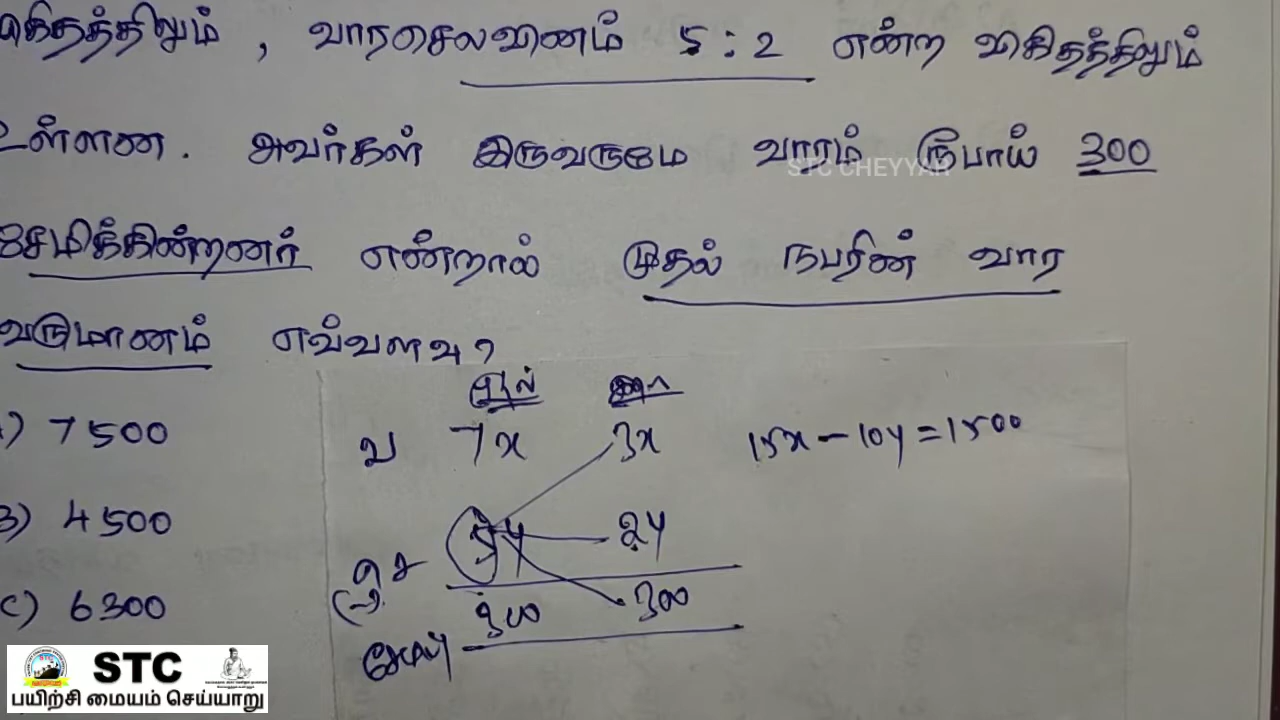 விகிதத்திலும் , வாரசெலவினம் 5 : 2 என்ற விகிதத்திலும்
உள்ளன . அவர்கள் இருவருமே வாரம் ரூபாய் 300
STC CHEYYAR
சேமிக்கின்றனர் என்றால் முதல் நபரின் வார
வருமானம் எவ்வளவு ?
A) 7500
B) 4500
C) 6300
வ 7x 3x 15x - 10y = 1500
செ 5y 2y
(-)
300 300
சேமிப்பு
STC
பயிற்சி மையம் செய்யாறு